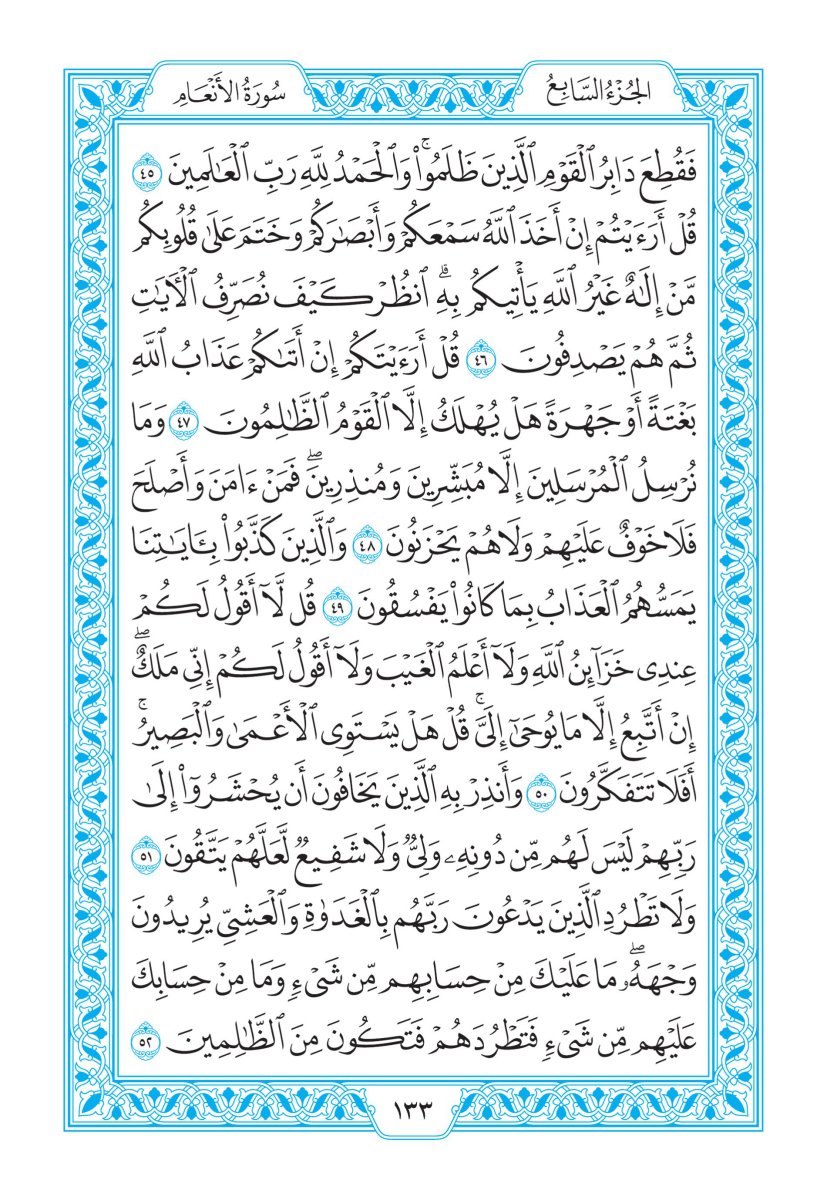 الجُزْءُ السَّابِعُ
سُورَةُ الأَنْعَامِ
فَقُطِعَ دَابِرُ ٱلْقَوْمِ ٱلَّذِينَ ظَلَمُوا۟ ۚ وَٱلْحَمْدُ لِلَّهِ رَبِّ ٱلْعَٰلَمِينَ ٤٥
قُلْ أَرَءَيْتُمْ إِنْ أَخَذَ ٱللَّهُ سَمْعَكُمْ وَأَبْصَٰرَكُمْ وَخَتَمَ عَلَىٰ قُلُوبِكُم
مَّنْ إِلَٰهٌ غَيْرُ ٱللَّهِ يَأْتِيكُم بِهِ ۗ ٱنظُرْ كَيْفَ نُصَرِّفُ ٱلْءَايَٰتِ
ثُمَّ هُمْ يَصْدِفُونَ ٤٦ قُلْ أَرَءَيْتَكُمْ إِنْ أَتَىٰكُمْ عَذَابُ ٱللَّهِ
بَغْتَةً أَوْ جَهْرَةً هَلْ يُهْلَكُ إِلَّا ٱلْقَوْمُ ٱلظَّٰلِمُونَ ٤٧ وَمَا
نُرْسِلُ ٱلْمُرْسَلِينَ إِلَّا مُبَشِّرِينَ وَمُنذِرِينَ ۖ فَمَنْ ءَامَنَ وَأَصْلَحَ
فَلَا خَوْفٌ عَلَيْهِمْ وَلَا هُمْ يَحْزَنُونَ ٤٨ وَٱلَّذِينَ كَذَّبُوا۟ بِـَٔايَٰتِنَا
يَمَسُّهُمُ ٱلْعَذَابُ بِمَا كَانُوا۟ يَفْسُقُونَ ٤٩ قُل لَّآ أَقُولُ لَكُمْ
عِندِى خَزَآئِنُ ٱللَّهِ وَلَآ أَعْلَمُ ٱلْغَيْبَ وَلَآ أَقُولُ لَكُمْ إِنِّى مَلَكٌ ۖ
إِنْ أَتَّبِعُ إِلَّا مَا يُوحَىٰٓ إِلَىَّ ۚ قُلْ هَلْ يَسْتَوِى ٱلْأَعْمَىٰ وَٱلْبَصِيرُ ۚ
أَفَلَا تَتَفَكَّرُونَ ٥٠ وَأَنذِرْ بِهِ ٱلَّذِينَ يَخَافُونَ أَن يُحْشَرُوٓا۟ إِلَىٰ
رَبِّهِمْ لَيْسَ لَهُم مِّن دُونِهِۦ وَلِىٌّ وَلَا شَفِيعٌ لَّعَلَّهُمْ يَتَّقُونَ ٥١
وَلَا تَطْرُدِ ٱلَّذِينَ يَدْعُونَ رَبَّهُم بِٱلْغَدَوٰةِ وَٱلْعَشِىِّ يُرِيدُونَ
وَجْهَهُۥ ۖ مَا عَلَيْكَ مِنْ حِسَابِهِم مِّن شَىْءٍ وَمَا مِنْ حِسَابِكَ
عَلَيْهِم مِّن شَىْءٍ فَتَطْرُدَهُمْ فَتَكُونَ مِنَ ٱلظَّٰلِمِينَ ٥٢
١٣٣